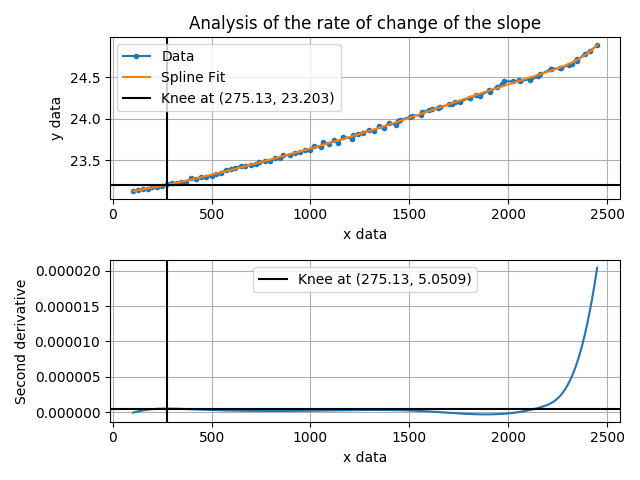 Analysis of the rate of change of the slope
Data
Spline Fit
Knee at (275.13, 23.203)
24.5
24.0
23.5
y data
0 500 1000 1500 2000 2500
x data
Knee at (275.13, 5.0509)
0.000020
0.000015
0.000010
0.000005
0.000000
Second derivative
0 500 1000 1500 2000 2500
x data